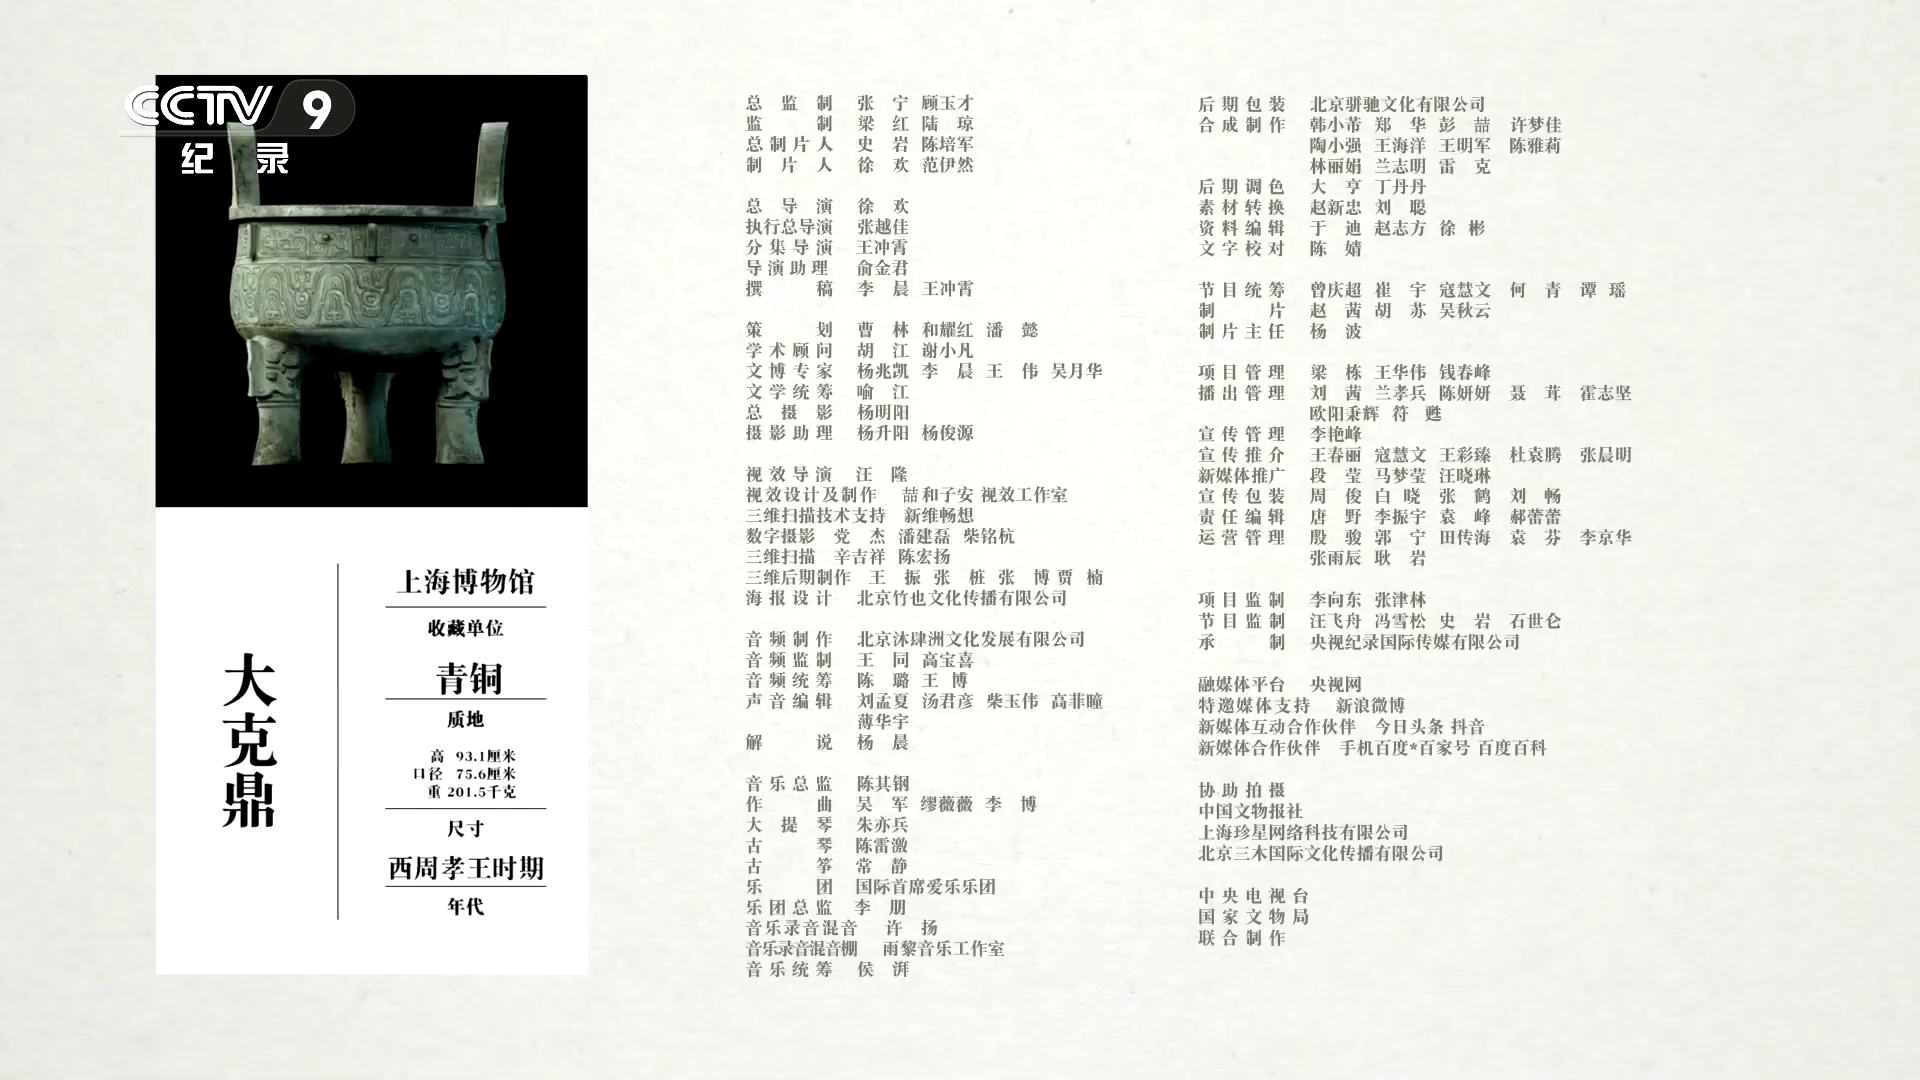 CCTV 9
纪录
大克鼎
上海博物馆
收藏单位
青铜
质地
高 93.1厘米
口径 75.6厘米
重 201.5千克
尺寸
西周孝王时期
年代
总监制 张宁 顾玉才
监制 梁红 陆琼
总制片人 史岩 陈培军
制片人 徐欢 范伊然
总导演 徐欢
执行总导演 张越佳
分集导演 王冲霄
导演助理 俞金君
撰稿 李晨 王冲霄
策划 曹林 和耀红 潘懿
学术顾问 胡江 谢小凡
文博专家 杨兆凯 李晨 王伟 吴月华
文学统筹 喻江
总摄影 杨明阳
摄影助理 杨升阳 杨俊源
视效导演 汪隆
视效设计及制作 喆和子安 视效工作室
三维扫描技术支持 新维畅想
数字摄影 党杰 潘建磊 柴铭杭
三维扫描 辛吉祥 陈宏扬
三维后期制作 王振 张桩 张博 贾楠
海报设计 北京竹也文化传播有限公司
音频制作 北京沐肆洲文化发展有限公司
音频监制 王同 高宝喜
音频统筹 陈璐 王博
声音编辑 刘孟夏 汤君彦 柴玉伟 高菲瞳
薄华宇
解说 杨晨
音乐总监 陈其钢
作曲 吴军 缪薇薇 李博
大提琴 朱亦兵
古琴 陈雷激
古筝 常静
乐团 国际首席爱乐乐团
乐团总监 李朋
音乐录音混音 许扬
音乐录音混音棚 雨黎音乐工作室
音乐统筹 侯湃
后期包装 北京骈驰文化有限公司
合成制作 韩小芾 郑华 彭喆 许梦佳
陶小强 王海洋 王明军 陈雅莉
林丽娟 兰志明 雷克
后期调色 大亨 丁丹丹
素材转换 赵新忠 刘聪
资料编辑 于迪 赵志方 徐彬
文字校对 陈婧
节目统筹 曾庆超 崔宇 寇慧文 何青 谭瑶
制片 赵茜 胡苏 吴秋云
制片主任 杨波
项目管理 梁栋 王华伟 钱春峰
播出管理 刘茜 兰孝兵 陈妍妍 聂茸 霍志坚
欧阳秉辉 符甦
宣传管理 李艳峰
宣传推介 王春丽 寇慧文 王彩臻 杜袁腾 张晨明
新媒体推广 段莹 马梦莹 汪晓琳
宣传包装 周俊 白晓 张鹤 刘畅
责任编辑 唐野 李振宇 袁峰 郝蕾蕾
运营管理 殷骏 郭宁 田传海 袁芬 李京华
张雨辰 耿岩
项目监制 李向东 张津林
节目监制 汪飞舟 冯雪松 史岩 石世仑
承制 央视纪录国际传媒有限公司
融媒体平台 央视网
特邀媒体支持 新浪微博
新媒体互动合作伙伴 今日头条 抖音
新媒体合作伙伴 手机百度*百家号 百度百科
协助拍摄
中国文物报社
上海珍星网络科技有限公司
北京三木国际文化传播有限公司
中央电视台
国家文物局
联合制作